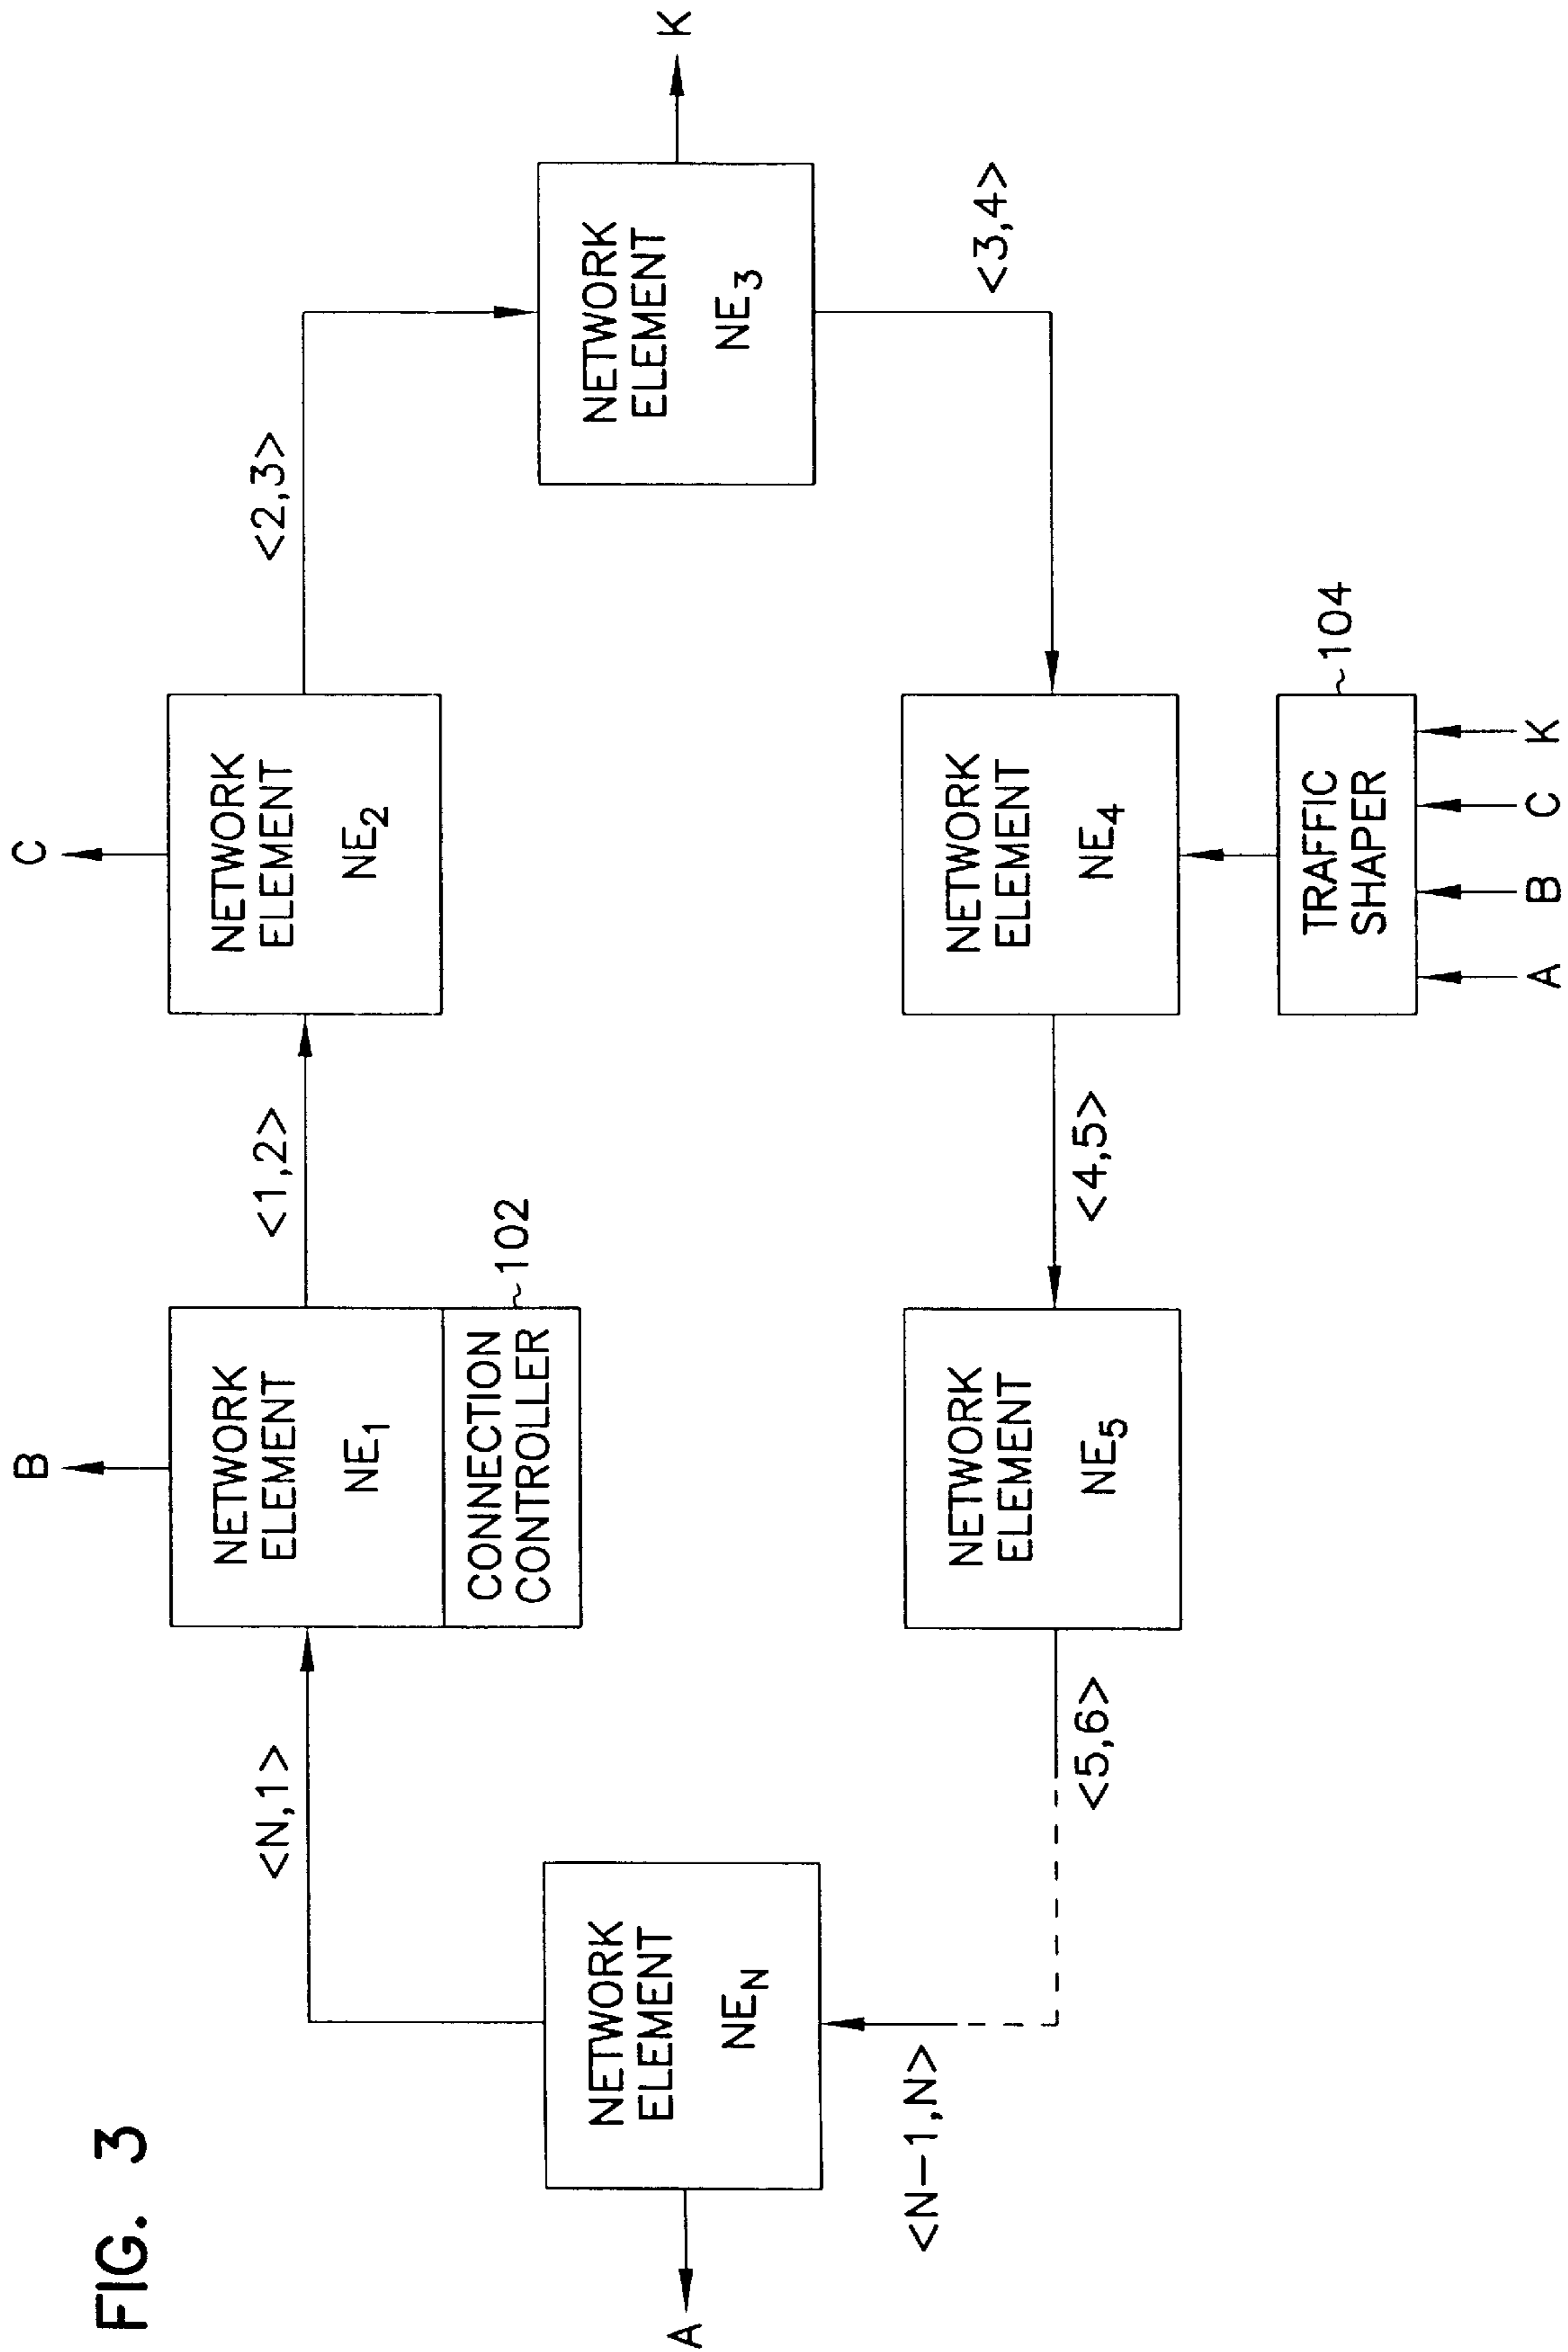 FIG. 3
B
C
<N,1>
<1,2>
<2,3>
NETWORK
ELEMENT
NE1
CONNECTION
CONTROLLER
102
NETWORK
ELEMENT
NE2
A
NETWORK
ELEMENT
NEN
NETWORK
ELEMENT
NE3
K
<N-1,N>
<5,6>
<4,5>
<3,4>
NETWORK
ELEMENT
NE5
NETWORK
ELEMENT
NE4
TRAFFIC
SHAPER
104
A
B
C
K